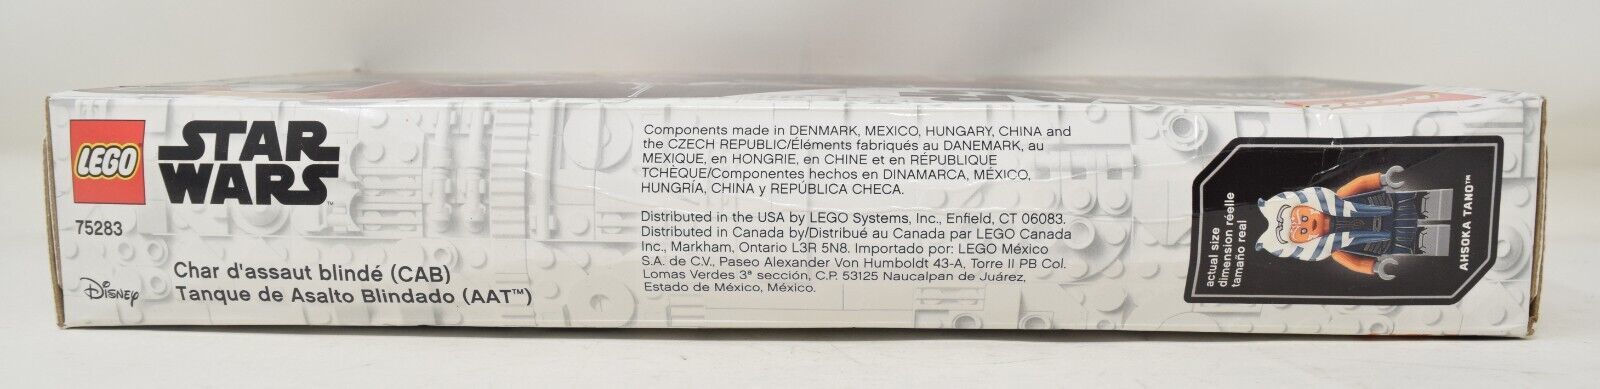 LEGO
STAR
WARS™
75283
Disney
Char d'assaut blindé (CAB)
Tanque de Asalto Blindado (AAT™)
Components made in DENMARK, MEXICO, HUNGARY, CHINA and
the CZECH REPUBLIC/Éléments fabriqués au DANEMARK, au
MEXIQUE, en HONGRIE, en CHINE et en RÉPUBLIQUE
TCHÈQUE/Componentes hechos en DINAMARCA, MÉXICO,
HUNGRÍA, CHINA y REPÚBLICA CHECA.
Distributed in the USA by LEGO Systems, Inc., Enfield, CT 06083.
Distributed in Canada by/Distribué au Canada par LEGO Canada
Inc., Markham, Ontario L3R 5N8. Importado por: LEGO México
S.A. de C.V., Paseo Alexander Von Humboldt 43-A, Torre II PB Col.
Lomas Verdes 3ª sección, C.P. 53125 Naucalpan de Juárez,
Estado de México, México.
actual size
dimension réelle
tamaño real
AHSOKA TANO™